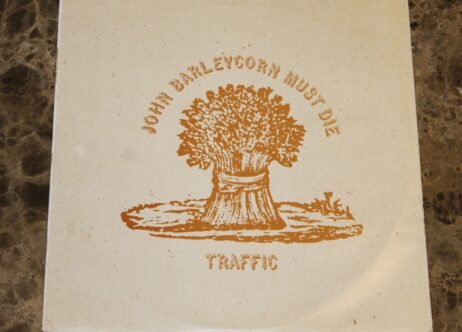 JOHN BARLEYCORN MUST DIE
TRAFFIC